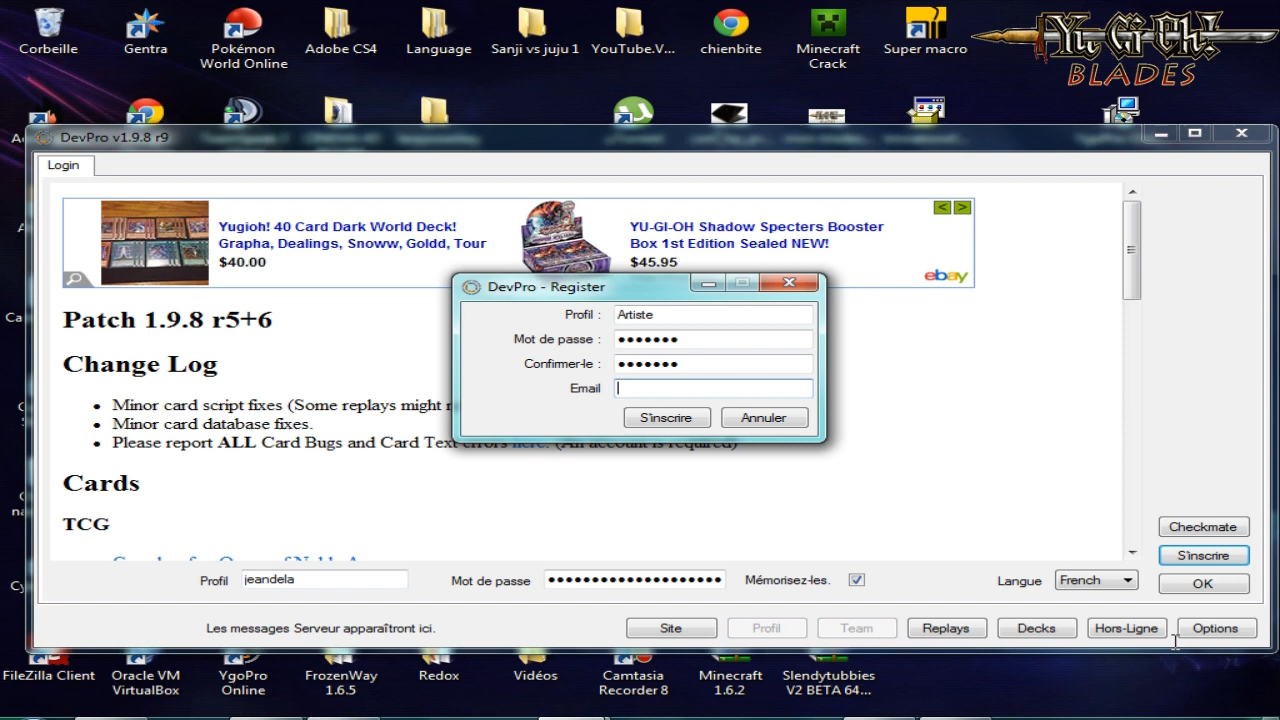 Corbeille
Gentra
Pokémon
World Online
Adobe CS4
Language
Sanji vs juju 1
YouTube.V...
chienbite
Minecraft
Crack
Super macro
Yu Gi Oh!
BLADES
DevPro v1.9.8 r9
Login
Yugioh! 40 Card Dark World Deck!
Grapha, Dealings, Snoww, Goldd, Tour
$40.00
YU-GI-OH Shadow Specters Booster
Box 1st Edition Sealed NEW!
$45.95
ebay
Patch 1.9.8 r5+6
Change Log
Minor card script fixes (Some replays might
Minor card database fixes.
Please report ALL Card Bugs and Card Text errors here. (An account is required)
Cards
TCG
DevPro - Register
Profil : Artiste
Mot de passe : ●●●●●●●
Confirmer-le : ●●●●●●●
Email
S'inscrire
Annuler
Checkmate
S'inscrire
OK
Profil jeandela
Mot de passe ●●●●●●●●●●●●●●●●●●●●
Mémorisez-les.
Langue French
Les messages Serveur apparaîtront ici.
Site
Profil
Team
Replays
Decks
Hors-Ligne
Options
FileZilla Client
Oracle VM
VirtualBox
YgoPro
Online
FrozenWay
1.6.5
Redox
Vidéos
Camtasia
Recorder 8
Minecraft
1.6.2
Slendytubbies
V2 BETA 64...